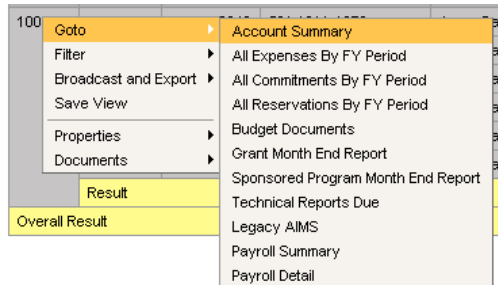 100
Goto
Filter
Broadcast and Export
Save View
Properties
Documents
Account Summary
All Expenses By FY Period
All Commitments By FY Period
All Reservations By FY Period
Budget Documents
Grant Month End Report
Sponsored Program Month End Report
Technical Reports Due
Legacy AIMS
Payroll Summary
Payroll Detail
Result
Overall Result